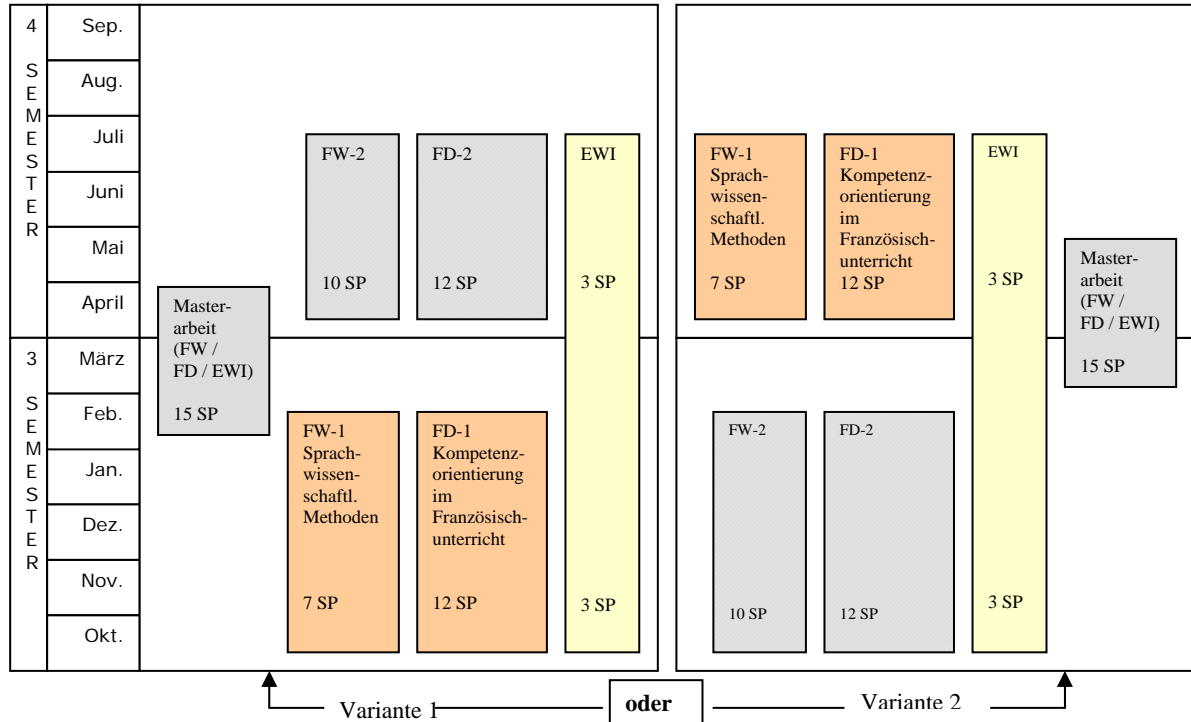 4
SEMESTER
Sep.
Aug.
Juli
Juni
Mai
April
3
SEMESTER
März
Feb.
Jan.
Dez.
Nov.
Okt.
Master-
arbeit
(FW /
FD / EWI)
15 SP
FW-2
10 SP
FD-2
12 SP
EWI
3 SP
3 SP
FW-1
Sprach-
wissen-
schaftl.
Methoden
7 SP
FD-1
Kompetenz-
orientierung
im
Französisch-
unterricht
12 SP
FW-1
Sprach-
wissen-
schaftl.
Methoden
7 SP
FD-1
Kompetenz-
orientierung
im
Französisch-
unterricht
12 SP
EWI
3 SP
3 SP
Master-
arbeit
(FW /
FD / EWI)
15 SP
FW-2
10 SP
FD-2
12 SP
Variante 1
oder
Variante 2